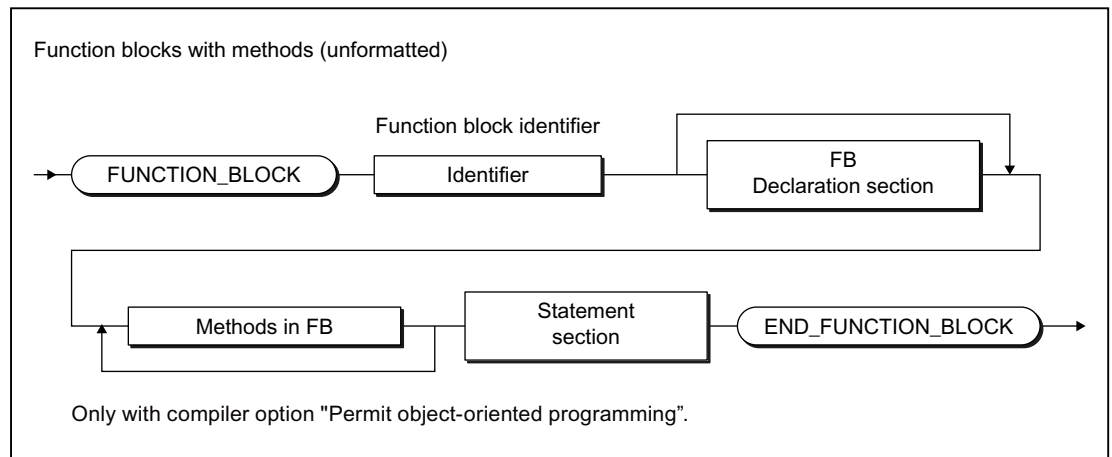 Function blocks with methods (unformatted)
Function block identifier
FUNCTION_BLOCK
Identifier
FB
Declaration section
Methods in FB
Statement
section
END_FUNCTION_BLOCK
Only with compiler option "Permit object-oriented programming”.